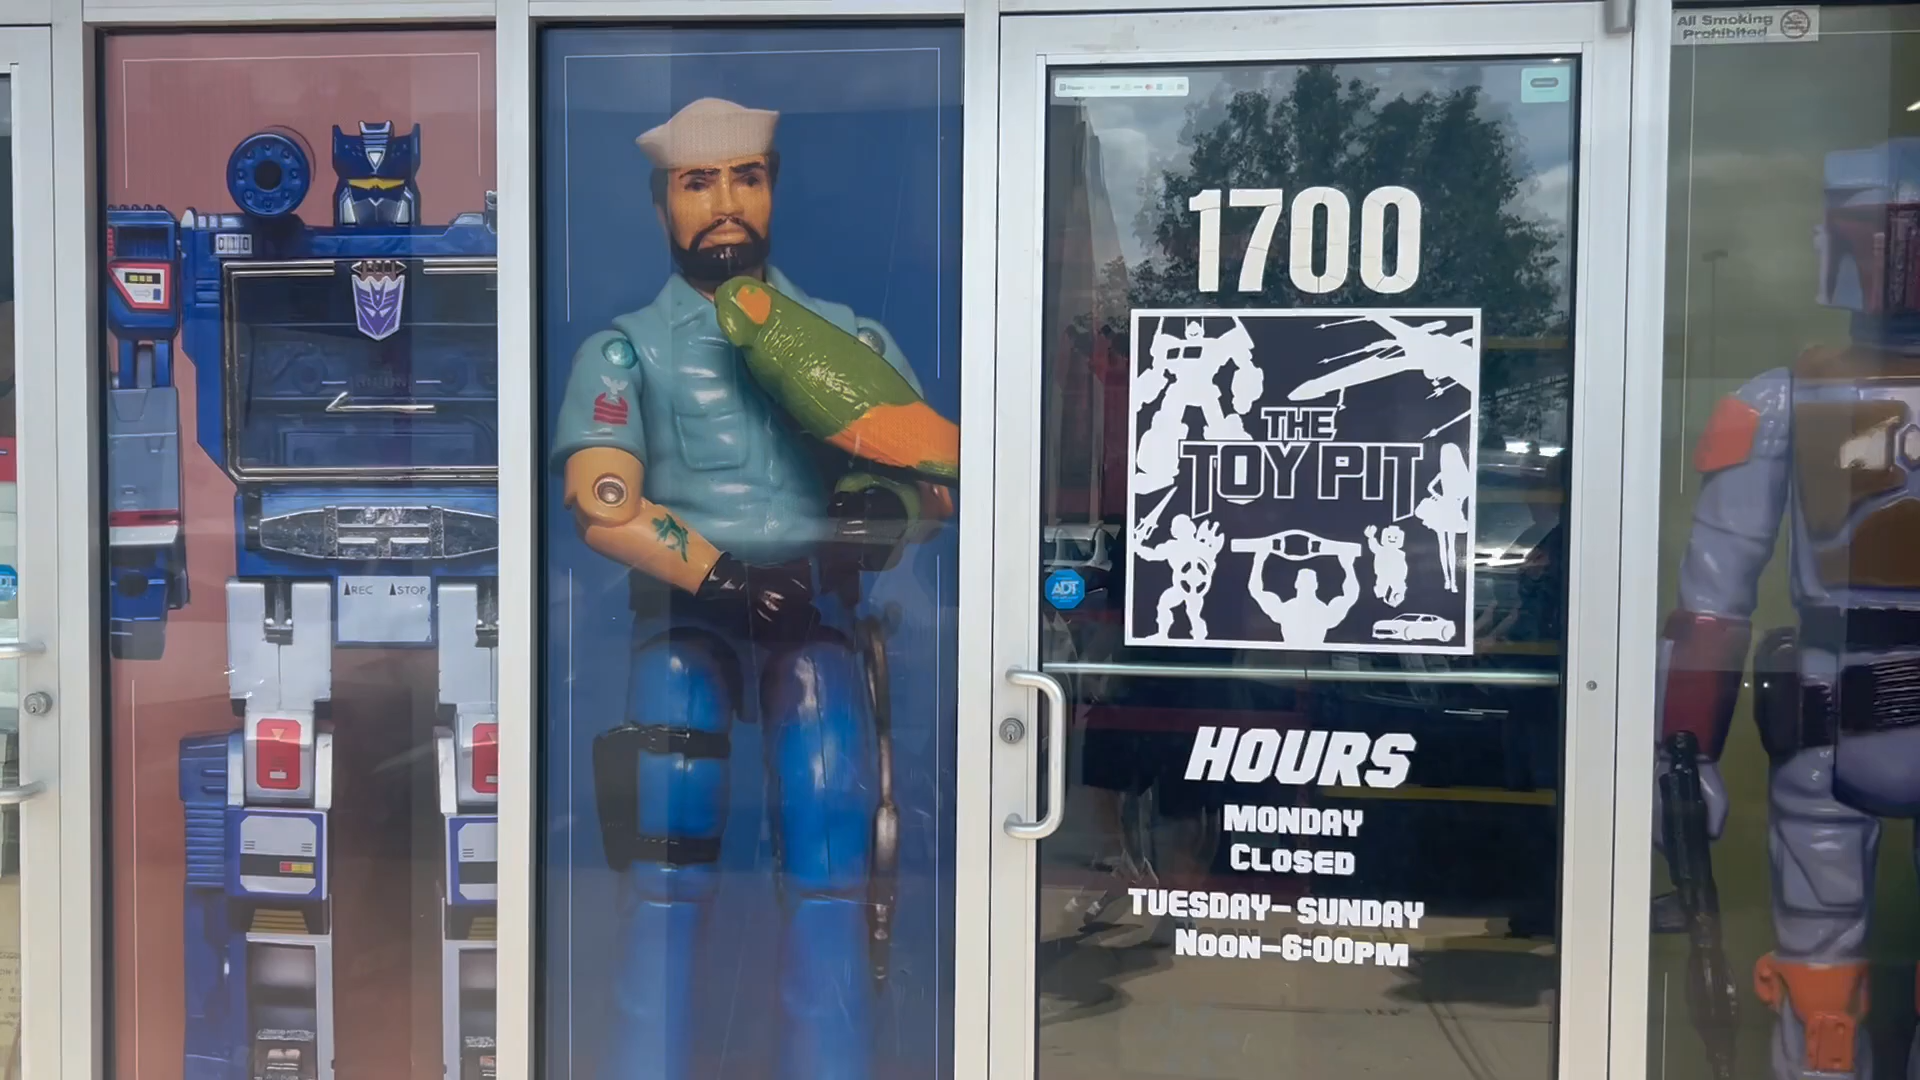 All Smoking
Prohibited
1700
THE
TOY PIT
ADT
REC STOP
HOURS
MONDAY
CLOSED
TUESDAY-SUNDAY
NOON-6:00PM